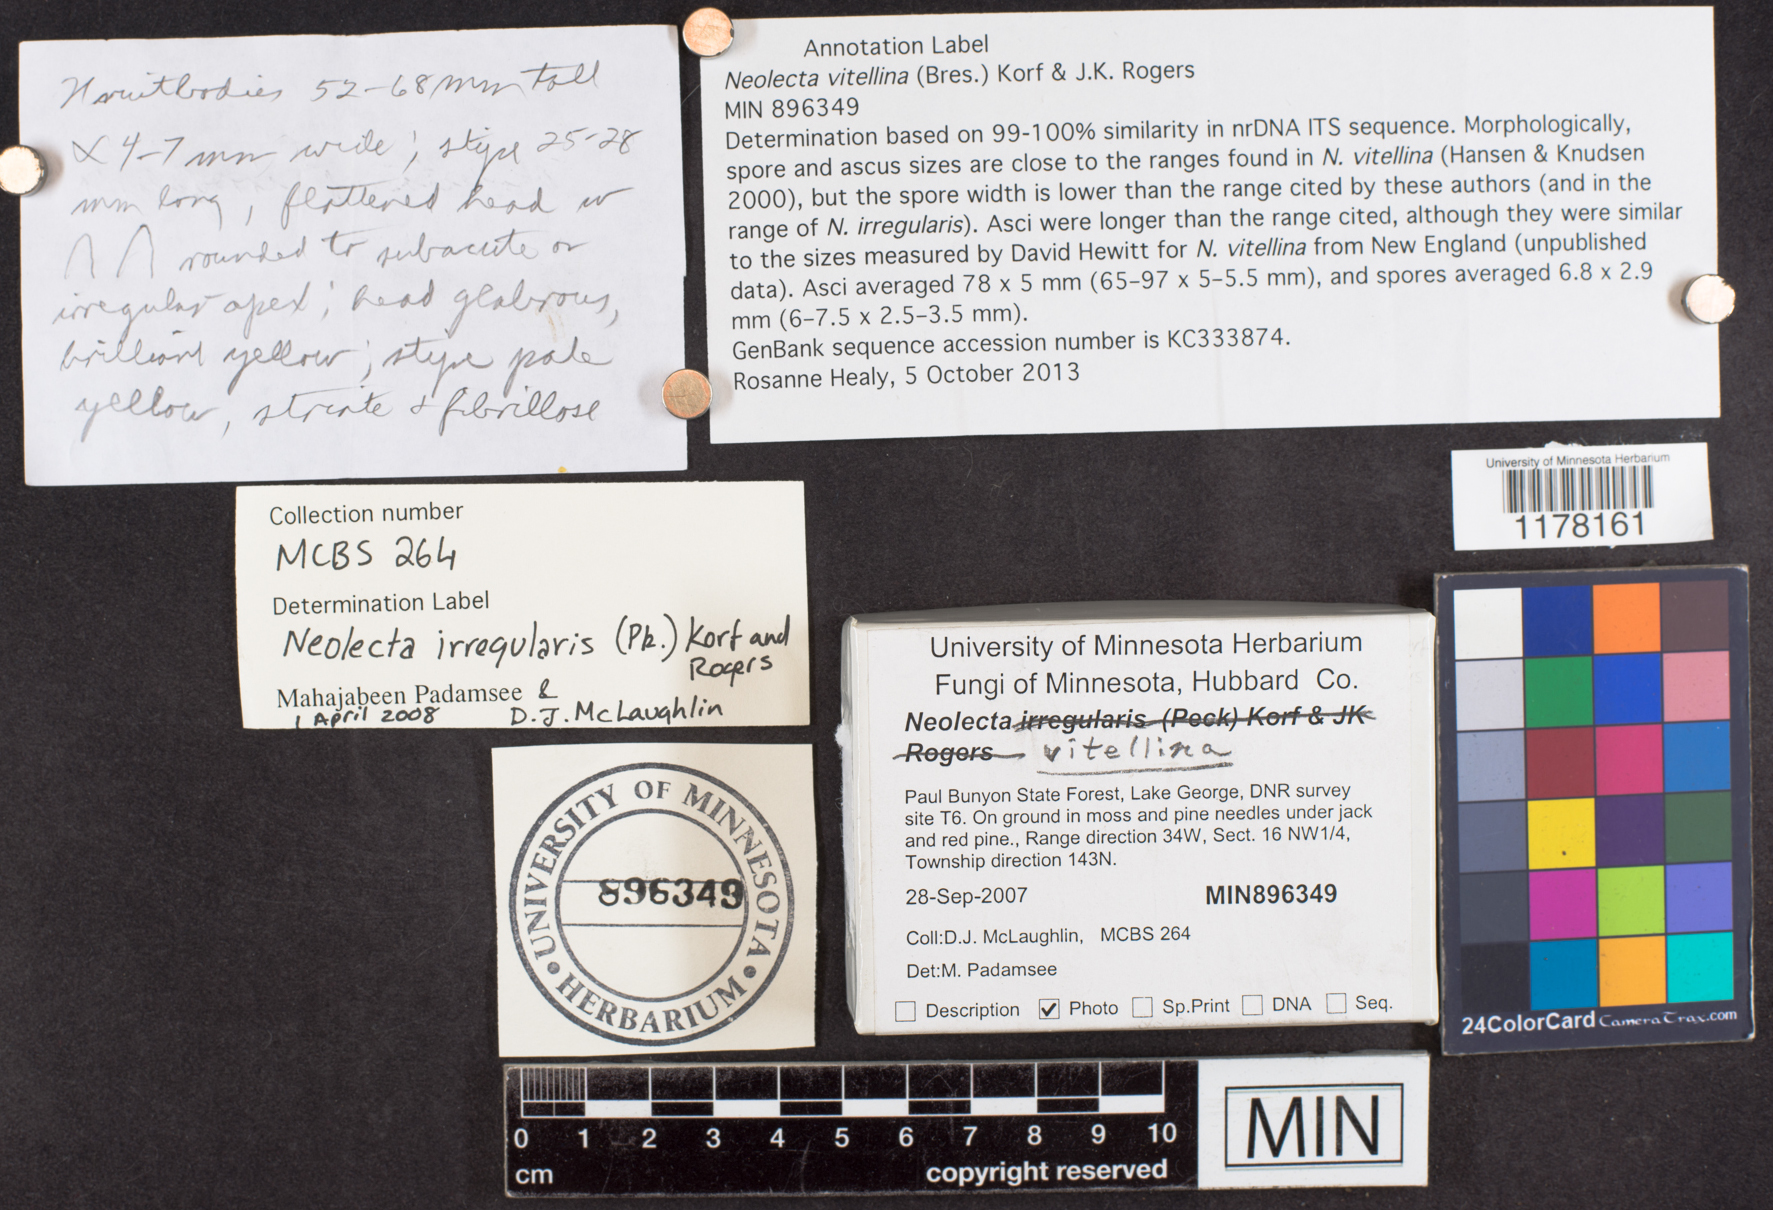 Fruitbodies 52-68 mm tall
× 4-7 mm wide; stipe 25-28
mm long, flattened head w
rounded to subacute or
irregular apex; head glabrous,
brilliant yellow; stipe pale
yellow, striate + fibrillose
Annotation Label
Neolecta vitellina (Bres.) Korf & J.K. Rogers
MIN 896349
Determination based on 99-100% similarity in nrDNA ITS sequence. Morphologically,
spore and ascus sizes are close to the ranges found in N. vitellina (Hansen & Knudsen
2000), but the spore width is lower than the range cited by these authors (and in the
range of N. irregularis). Asci were longer than the range cited, although they were similar
to the sizes measured by David Hewitt for N. vitellina from New England (unpublished
data). Asci averaged 78 x 5 mm (65–97 x 5–5.5 mm), and spores averaged 6.8 x 2.9
mm (6–7.5 x 2.5–3.5 mm).
GenBank sequence accession number is KC333874.
Rosanne Healy, 5 October 2013
University of Minnesota Herbarium
1178161
Collection number
MCBS 264
Determination Label
Neolecta irregularis (Pk.) Korf and
Rogers
Mahajabeen Padamsee &
1 April 2008 D.J. McLaughlin
UNIVERSITY OF MINNESOTA
896349
HERBARIUM
University of Minnesota Herbarium
Fungi of Minnesota, Hubbard Co.
Neolecta irregularis (Peck) Korf & JK
Rogers vitellina
Paul Bunyon State Forest, Lake George, DNR survey
site T6. On ground in moss and pine needles under jack
and red pine., Range direction 34W, Sect. 16 NW1/4,
Township direction 143N.
28-Sep-2007 MIN896349
Coll:D.J. McLaughlin, MCBS 264
Det:M. Padamsee
Description Photo Sp.Print DNA Seq.
24ColorCard CameraTrax.com
0 1 2 3 4 5 6 7 8 9 10
cm copyright reserved
MIN